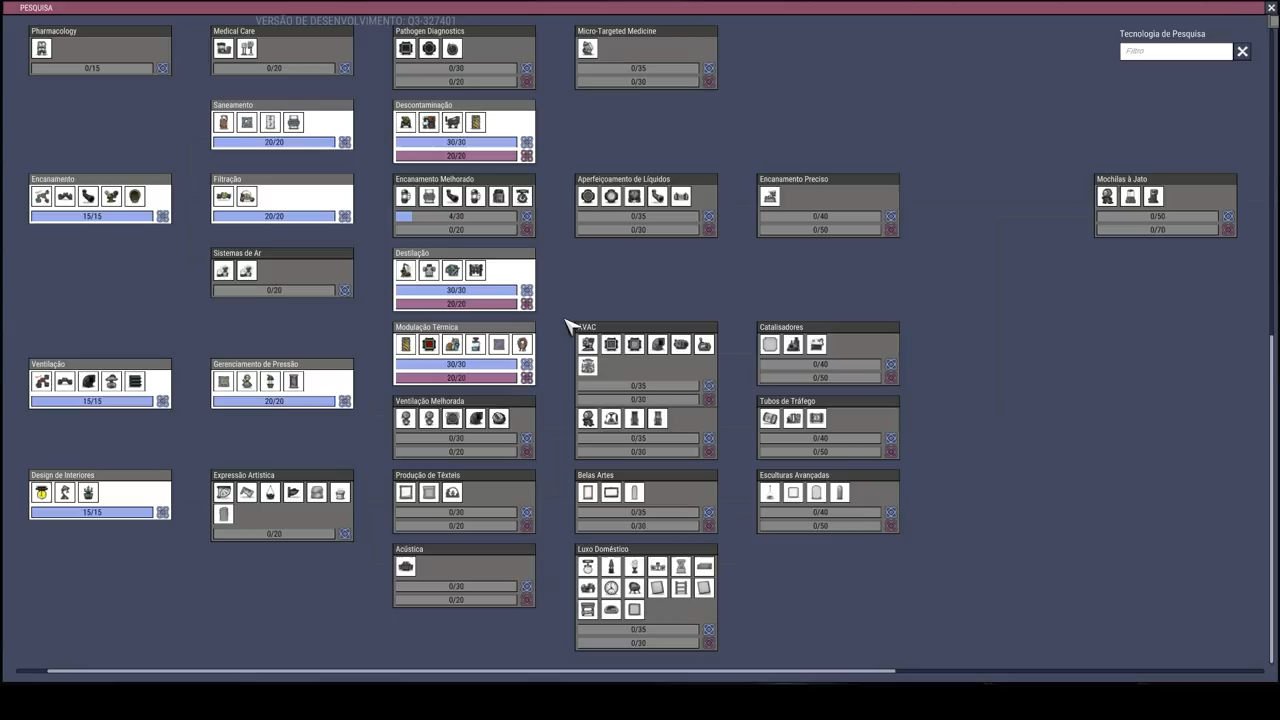 PESQUISA
VERSÃO DE DESENVOLVIMENTO: Q3-327401
Tecnologia de Pesquisa
Filtro
Pharmacology
0/15
Medical Care
0/20
Pathogen Diagnostics
0/30
0/20
Micro-Targeted Medicine
0/35
0/30
Saneamento
20/20
Descontaminação
30/30
20/20
Encanamento
15/15
Filtração
20/20
Encanamento Melhorado
4/30
0/20
Aperfeiçoamento de Líquidos
0/35
0/30
Encanamento Preciso
0/40
0/50
Mochilas à Jato
0/50
0/70
Sistemas de Ar
0/20
Destilação
30/30
20/20
Modulação Térmica
30/30
20/20
AVAC
0/35
0/30
Catalisadores
0/40
0/50
Ventilação
15/15
Gerenciamento de Pressão
20/20
Ventilação Melhorada
0/30
0/20
0/35
0/30
Tubos de Tráfego
0/40
0/50
Design de Interiores
15/15
Expressão Artística
0/20
Produção de Têxteis
0/30
0/20
Belas Artes
0/35
0/30
Esculturas Avançadas
0/40
0/50
Acústica
0/30
0/20
Luxo Doméstico
0/35
0/30